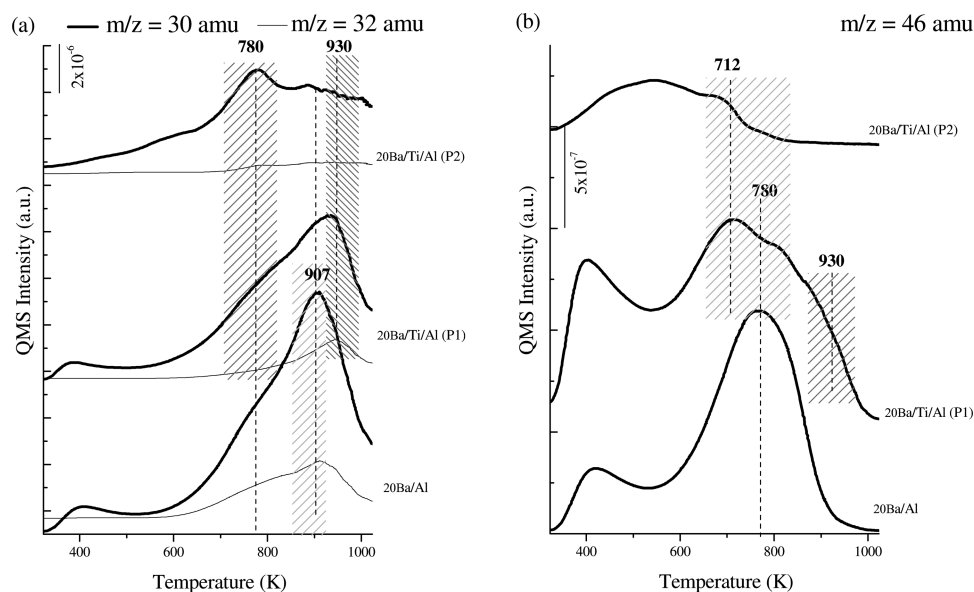 (a)
m/z = 30 amu
m/z = 32 amu
2x10⁻⁶
780
930
20Ba/Ti/Al (P2)
907
20Ba/Ti/Al (P1)
20Ba/Al
QMS Intensity (a.u.)
400
600
800
1000
Temperature (K)
(b)
m/z = 46 amu
712
20Ba/Ti/Al (P2)
5x10⁻⁷
780
930
20Ba/Ti/Al (P1)
20Ba/Al
QMS Intensity (a.u.)
400
600
800
1000
Temperature (K)